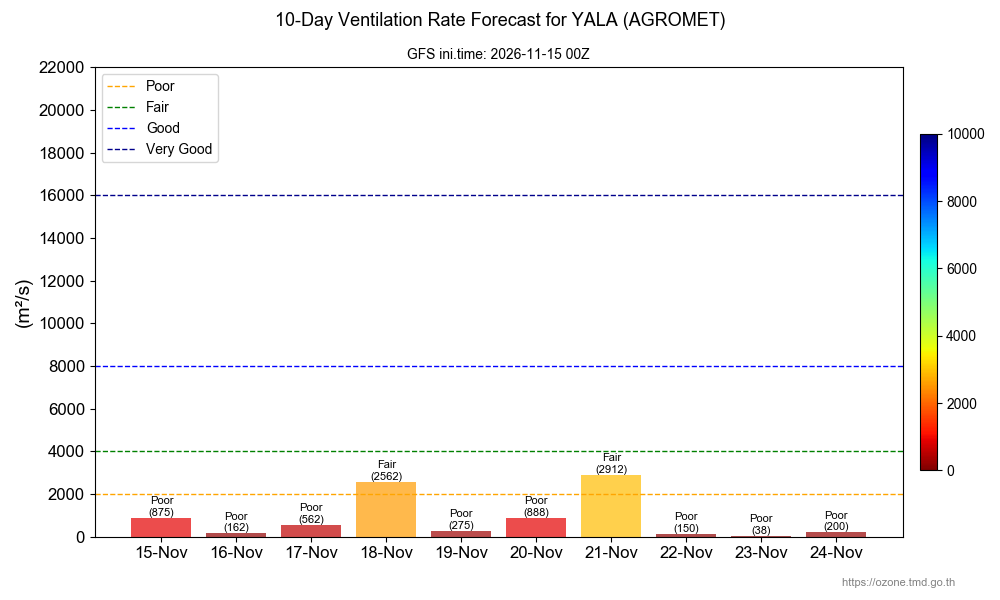 10-Day Ventilation Rate Forecast for YALA (AGROMET)
GFS ini.time: 2026-11-15 00Z
(m²/s)
22000
20000
18000
16000
14000
12000
10000
8000
6000
4000
2000
0
Poor
Fair
Good
Very Good
Poor
(875)
Poor
(162)
Poor
(562)
Fair
(2562)
Poor
(275)
Poor
(888)
Fair
(2912)
Poor
(150)
Poor
(38)
Poor
(200)
15-Nov 16-Nov 17-Nov 18-Nov 19-Nov 20-Nov 21-Nov 22-Nov 23-Nov 24-Nov
10000
8000
6000
4000
2000
0
https://ozone.tmd.go.th